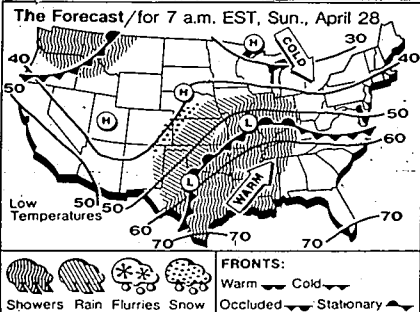 The Forecast/for 7 a.m. EST, Sun., April 28
H
COLD
30
40
40
50
H
H
L
50
60
L
WARM
Low
Temperatures
50
50
60
70
70
70
70
FRONTS:
Warm Cold
Showers Rain Flurries Snow
Occluded Stationary